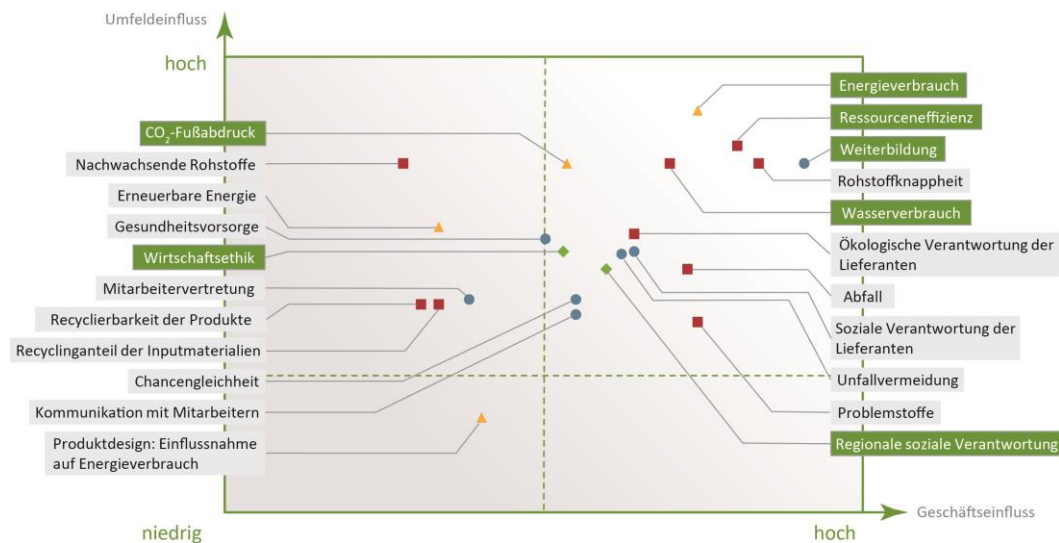 Umfeldeinfluss
hoch
CO₂-Fußabdruck
Nachwachsende Rohstoffe
Erneuerbare Energie
Gesundheitsvorsorge
Wirtschaftsethik
Mitarbeitervertretung
Recyclierbarkeit der Produkte
Recyclinganteil der Inputmaterialien
Chancengleichheit
Kommunikation mit Mitarbeitern
Produktdesign: Einflussnahme
auf Energieverbrauch
Energieverbrauch
Ressourceneffizienz
Weiterbildung
Rohstoffknappheit
Wasserverbrauch
Ökologische Verantwortung der
Lieferanten
Abfall
Soziale Verantwortung der
Lieferanten
Unfallvermeidung
Problemstoffe
Regionale soziale Verantwortung
Geschäftseinfluss
niedrig
hoch